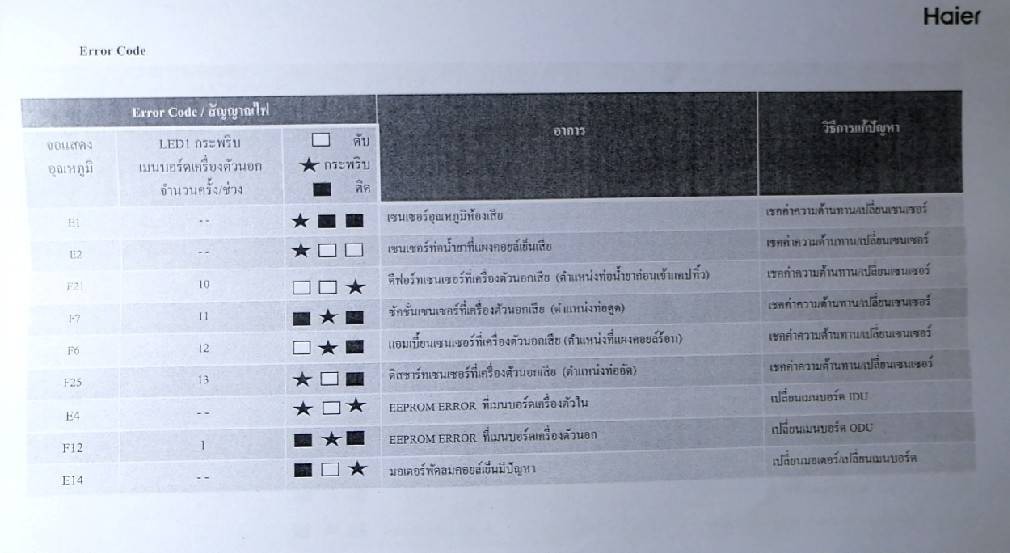 Haier
Error Code
Error Code / สัญญาณไฟ
อาการ
วิธีการแก้ปัญหา
จอแสดง
อุณหภูมิ
LED1 กระพริบ
เมนบอร์ดเครื่องตัวนอก
จำนวนครั้ง/ช่วง
□ ดับ
★ กระพริบ
■ ติด
E1 -- ★ ■ ■ เซนเซอร์อุณหภูมิห้องเสีย เชคค่าความต้านทาน/เปลี่ยนเซนเซอร์
E2 -- ★ □ □ เซนเซอร์ท่อน้ำยาที่แผงคอยล์เย็นเสีย เชคค่าความต้านทาน/เปลี่ยนเซนเซอร์
F21 10 □ □ ★ ดีฟอร์ทเซนเซอร์ที่เครื่องตัวนอกเสีย (ตำแหน่งท่อน้ำยาก่อนเข้าแคปทิ้ว) เชคค่าความต้านทาน/เปลี่ยนเซนเซอร์
F7 11 ■ ★ ■ ซักชั่นเซนเซอร์ที่เครื่องตัวนอกเสีย (ตำแหน่งท่อดูด) เชคค่าความต้านทาน/เปลี่ยนเซนเซอร์
F6 12 □ ★ ■ แอมเบี้ยนเซนเซอร์ที่เครื่องตัวนอกเสีย (ตำแหน่งที่แผงคอยล์ร้อน) เชคค่าความต้านทาน/เปลี่ยนเซนเซอร์
F25 13 ★ □ ■ ดิสชาร์ทเซนเซอร์ที่เครื่องตัวนอกเสีย (ตำแหน่งท่ออัด) เชคค่าความต้านทาน/เปลี่ยนเซนเซอร์
E4 -- ★ □ ★ EEPROM ERROR ที่เมนบอร์ดเครื่องตัวใน เปลี่ยนเมนบอร์ด IDU
F12 1 ■ ★ ■ EEPROM ERROR ที่เมนบอร์ดเครื่องตัวนอก เปลี่ยนเมนบอร์ด ODU
E14 -- ■ □ ★ มอเตอร์พัดลมคอยล์เย็นมีปัญหา เปลี่ยนมอเตอร์/เปลี่ยนเมนบอร์ด